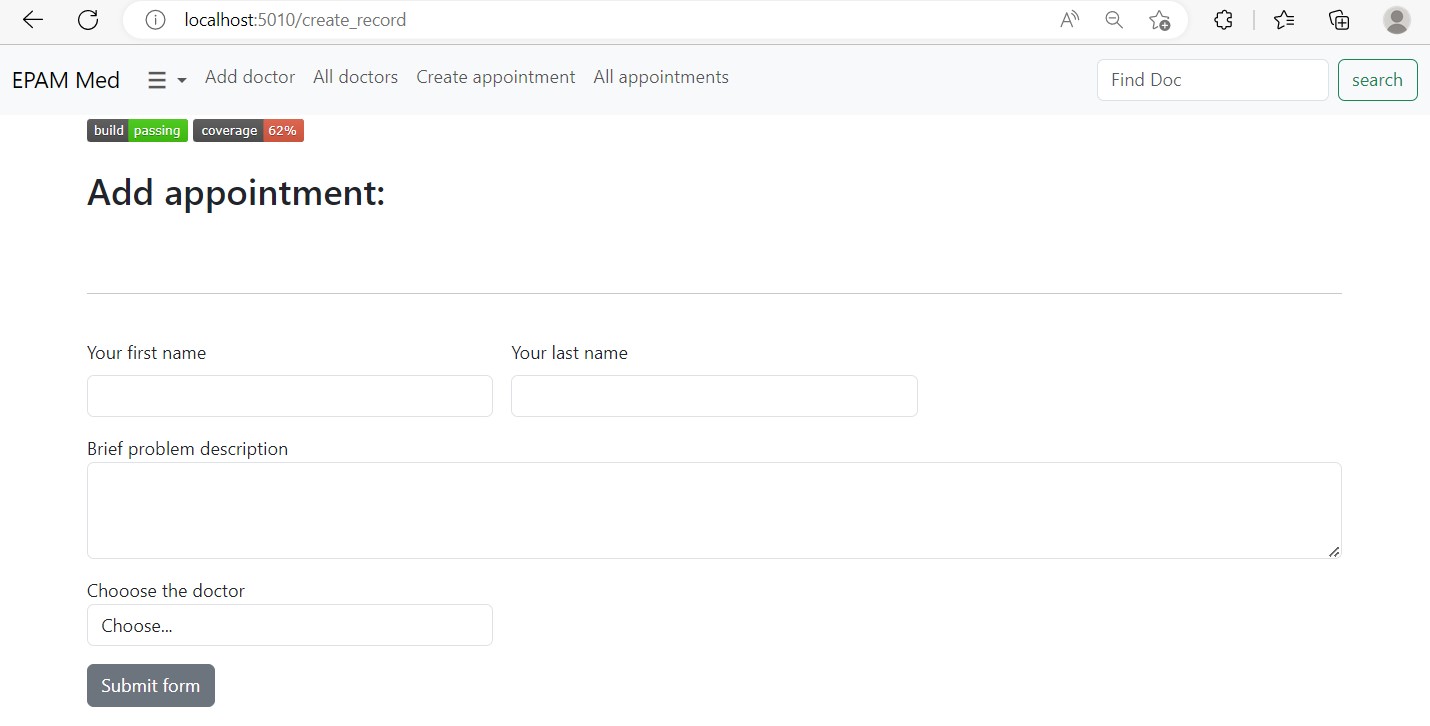 localhost:5010/create_record
EPAM Med Add doctor All doctors Create appointment All appointments Find Doc search
build passing coverage 62%
Add appointment:
Your first name Your last name
Brief problem description
Chooose the doctor
Choose...
Submit form